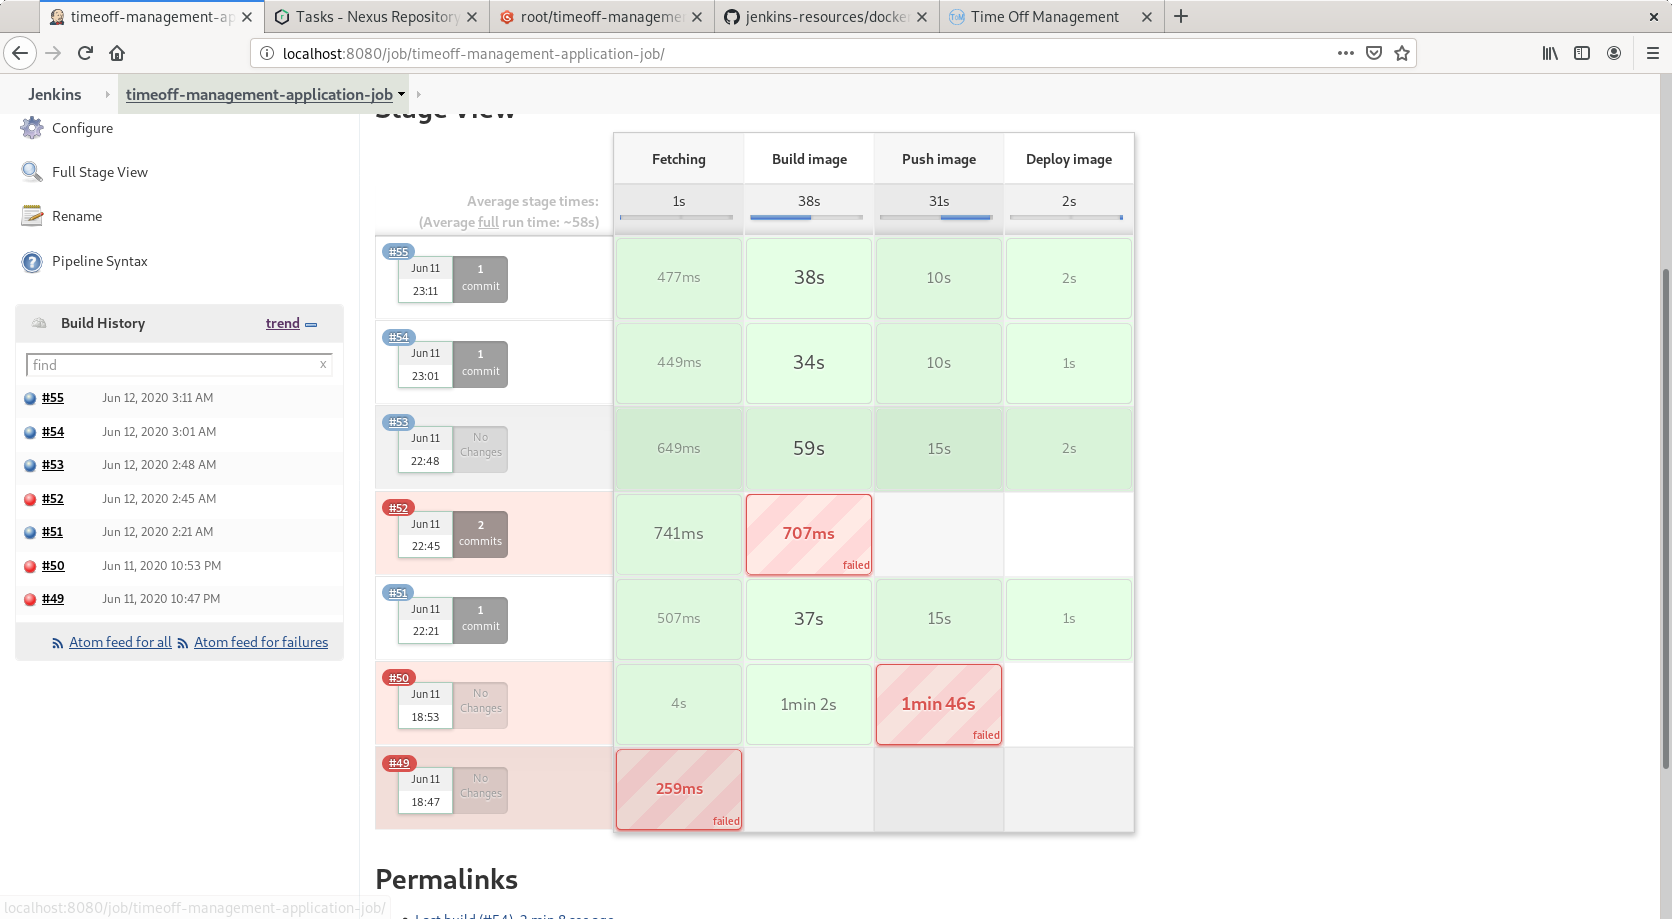 timeoff-management-ap
Tasks - Nexus Repository
root/timeoff-manageme
jenkins-resources/docke
Time Off Management
localhost:8080/job/timeoff-management-application-job/
Jenkins
timeoff-management-application-job
Stage View
Configure
Full Stage View
Rename
Pipeline Syntax
Build History
trend
find
x
#55 Jun 12, 2020 3:11 AM
#54 Jun 12, 2020 3:01 AM
#53 Jun 12, 2020 2:48 AM
#52 Jun 12, 2020 2:45 AM
#51 Jun 12, 2020 2:21 AM
#50 Jun 11, 2020 10:53 PM
#49 Jun 11, 2020 10:47 PM
Atom feed for all Atom feed for failures
Fetching Build image Push image Deploy image
Average stage times:
(Average full run time: ~58s)
1s 38s 31s 2s
#55
Jun 11
23:11
1
commit
477ms 38s 10s 2s
#54
Jun 11
23:01
1
commit
449ms 34s 10s 1s
#53
Jun 11
22:48
No
Changes
649ms 59s 15s 2s
#52
Jun 11
22:45
2
commits
741ms 707ms
failed
#51
Jun 11
22:21
1
commit
507ms 37s 15s 1s
#50
Jun 11
18:53
No
Changes
4s 1min 2s 1min 46s
failed
#49
Jun 11
18:47
No
Changes
259ms
failed
Permalinks
Last build (#54), 2 min 8 sec ago
localhost:8080/job/timeoff-management-application-job/